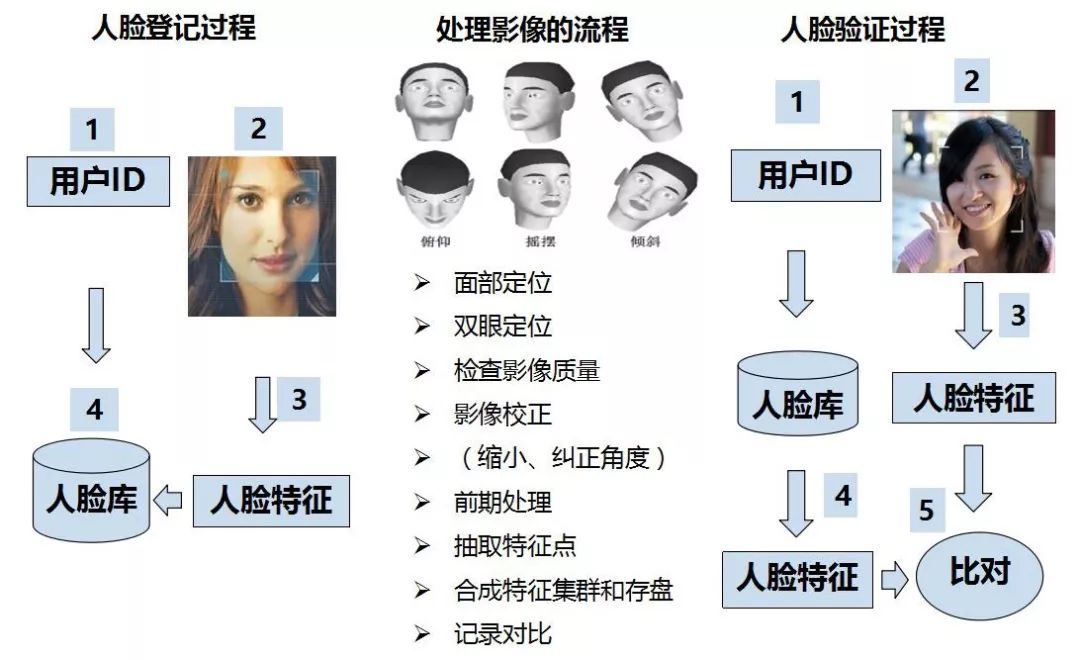 人脸登记过程
1
2
用户ID
3
4
人脸库
人脸特征
处理影像的流程
俯仰
摇摆
倾斜
➢ 面部定位
➢ 双眼定位
➢ 检查影像质量
➢ 影像校正
➢ （缩小、纠正角度）
➢ 前期处理
➢ 抽取特征点
➢ 合成特征集群和存盘
➢ 记录对比
人脸验证过程
1
2
用户ID
3
人脸库
人脸特征
4
5
人脸特征
比对